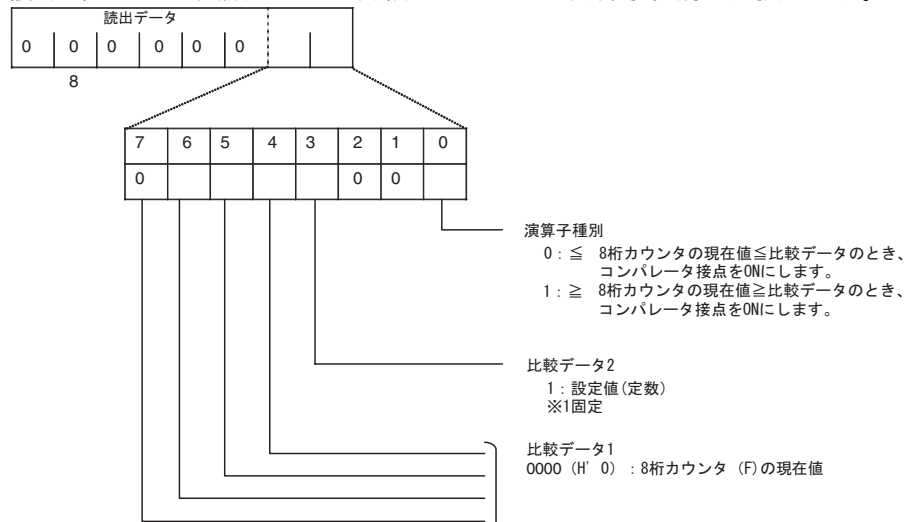 読出データ
0 0 0 0 0 0
8
7 6 5 4 3 2 1 0
0 0 0
演算子種別
0:≦ 8桁カウンタの現在値≦比較データのとき、
コンパレータ接点をONにします。
1:≧ 8桁カウンタの現在値≧比較データのとき、
コンパレータ接点をONにします。
比較データ2
1:設定値(定数)
※1固定
比較データ1
0000 (H' 0) :8桁カウンタ (F)の現在値